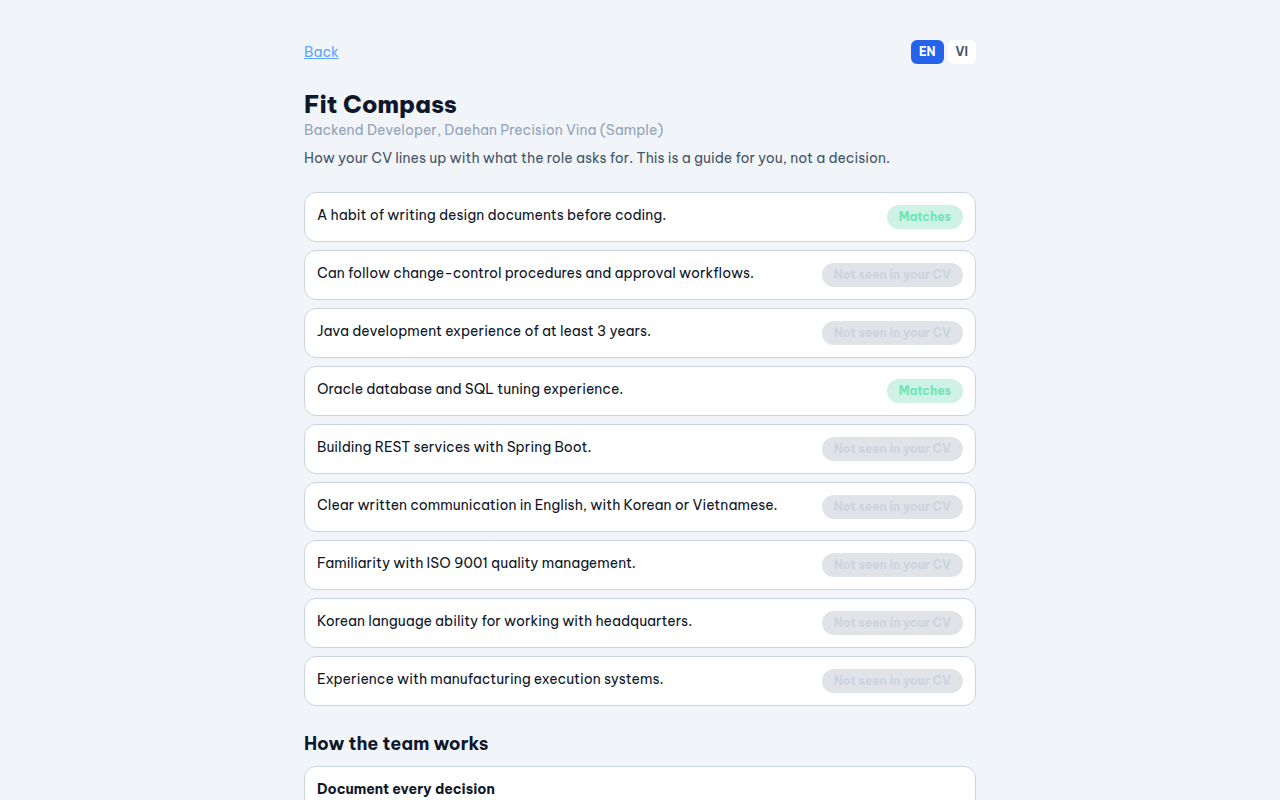 Back
EN VI
Fit Compass
Backend Developer, Daehan Precision Vina (Sample)
How your CV lines up with what the role asks for. This is a guide for you, not a decision.
A habit of writing design documents before coding. Matches
Can follow change-control procedures and approval workflows. Not seen in your CV
Java development experience of at least 3 years. Not seen in your CV
Oracle database and SQL tuning experience. Matches
Building REST services with Spring Boot. Not seen in your CV
Clear written communication in English, with Korean or Vietnamese. Not seen in your CV
Familiarity with ISO 9001 quality management. Not seen in your CV
Korean language ability for working with headquarters. Not seen in your CV
Experience with manufacturing execution systems. Not seen in your CV
How the team works
Document every decision